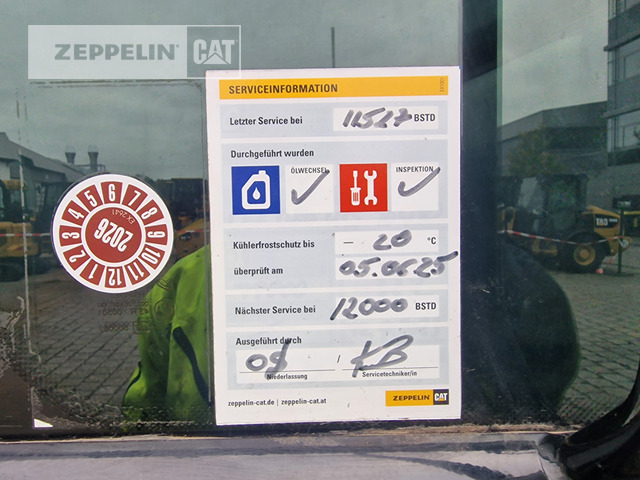 ZEPPELIN CAT
SERVICEINFORMATION
Letzter Service bei 11527 BSTD
Durchgeführt wurden
ÖLWECHSEL
INSPEKTION
Kühlerfrostschutz bis – 20 °C
überprüft am 05.06.25
Nächster Service bei 12000 BSTD
Ausgeführt durch
/ KB
Niederlassung Servicetechniker/in
zeppelin-cat.de | zeppelin-cat.at
ZEPPELIN CAT
1 2 3 4 5 6 7 8 9 10 11 12
2026